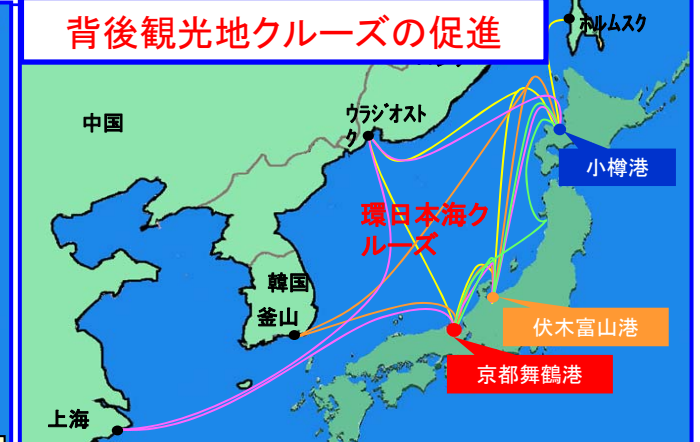 背後観光地クルーズの促進
ホルムスク
中国
ウラジオスト
ク
小樽港
環日本海ク
ルーズ
韓国
釜山
伏木富山港
京都舞鶴港
上海